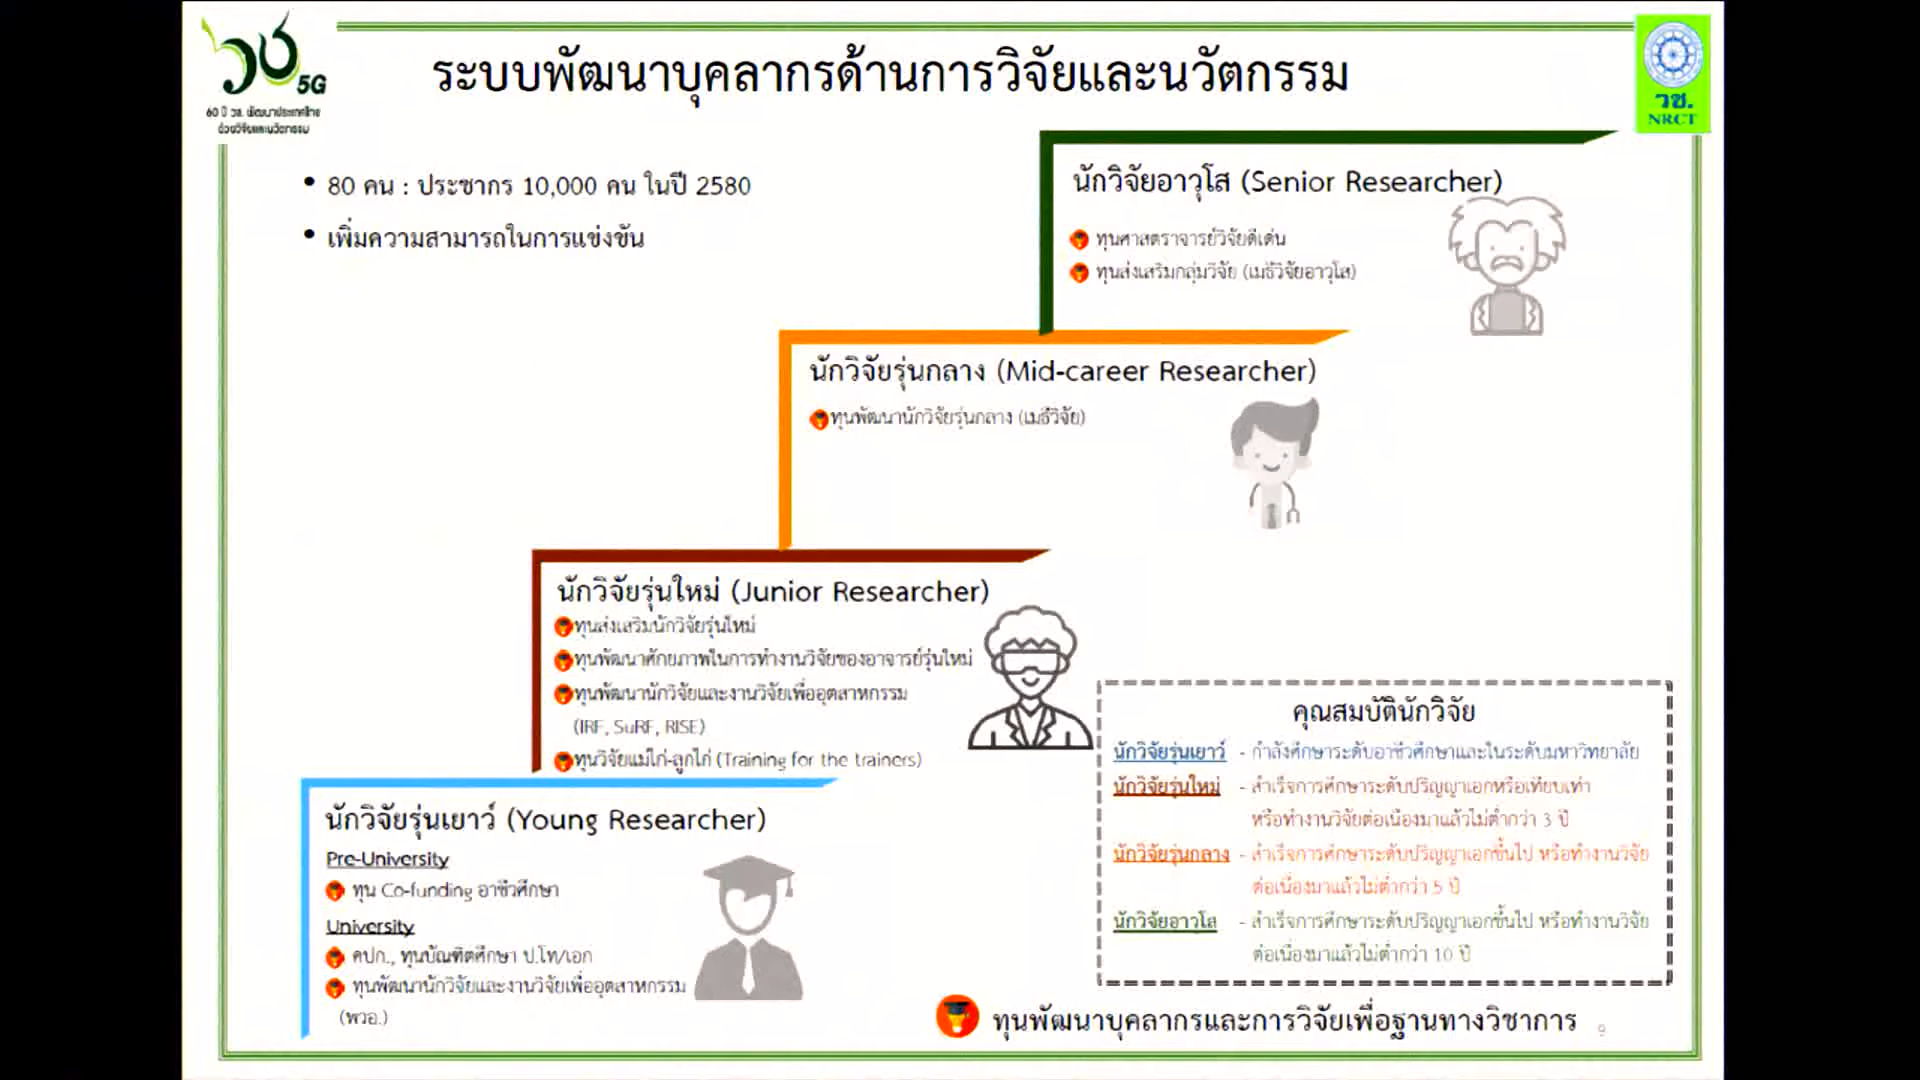 5G
60 ปี วช. พัฒนาประเทศไทย
ด้วยวิจัยและนวัตกรรม
ระบบพัฒนาบุคลากรด้านการวิจัยและนวัตกรรม
วช.
NRCT
• 80 คน : ประชากร 10,000 คน ในปี 2580
• เพิ่มความสามารถในการแข่งขัน
นักวิจัยอาวุโส (Senior Researcher)
ทุนศาสตราจารย์วิจัยดีเด่น
ทุนส่งเสริมกลุ่มวิจัย (เมธีวิจัยอาวุโส)
นักวิจัยรุ่นกลาง (Mid-career Researcher)
ทุนพัฒนานักวิจัยรุ่นกลาง (เมธีวิจัย)
นักวิจัยรุ่นใหม่ (Junior Researcher)
ทุนส่งเสริมนักวิจัยรุ่นใหม่
ทุนพัฒนาศักยภาพในการทำงานวิจัยของอาจารย์รุ่นใหม่
ทุนพัฒนานักวิจัยและงานวิจัยเพื่ออุตสาหกรรม
(IRF, SuRF, RISE)
ทุนวิจัยแม่ไก่-ลูกไก่ (Training for the trainers)
นักวิจัยรุ่นเยาว์ (Young Researcher)
Pre-University
ทุน Co-funding อาชีวศึกษา
University
คปก., ทุนบัณฑิตศึกษา ป.โท/เอก
ทุนพัฒนานักวิจัยและงานวิจัยเพื่ออุตสาหกรรม
(พวอ.)
คุณสมบัตินักวิจัย
นักวิจัยรุ่นเยาว์ - กำลังศึกษาระดับอาชีวศึกษาและในระดับมหาวิทยาลัย
นักวิจัยรุ่นใหม่ - สำเร็จการศึกษาระดับปริญญาเอกหรือเทียบเท่า
หรือทำงานวิจัยต่อเนื่องมาแล้วไม่ต่ำกว่า 3 ปี
นักวิจัยรุ่นกลาง - สำเร็จการศึกษาระดับปริญญาเอกขึ้นไป หรือทำงานวิจัย
ต่อเนื่องมาแล้วไม่ต่ำกว่า 5 ปี
นักวิจัยอาวุโส - สำเร็จการศึกษาระดับปริญญาเอกขึ้นไป หรือทำงานวิจัย
ต่อเนื่องมาแล้วไม่ต่ำกว่า 10 ปี
ทุนพัฒนาบุคลากรและการวิจัยเพื่อฐานทางวิชาการ
9